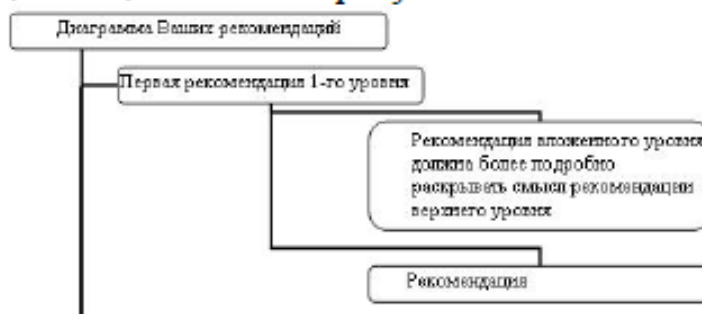 Диаграмма Ваших рекомендаций
Первая рекомендация 1-го уровня
Рекомендация вложенного уровня
должна более подробно
раскрывать смысл рекомендации
верхнего уровня
Рекомендация